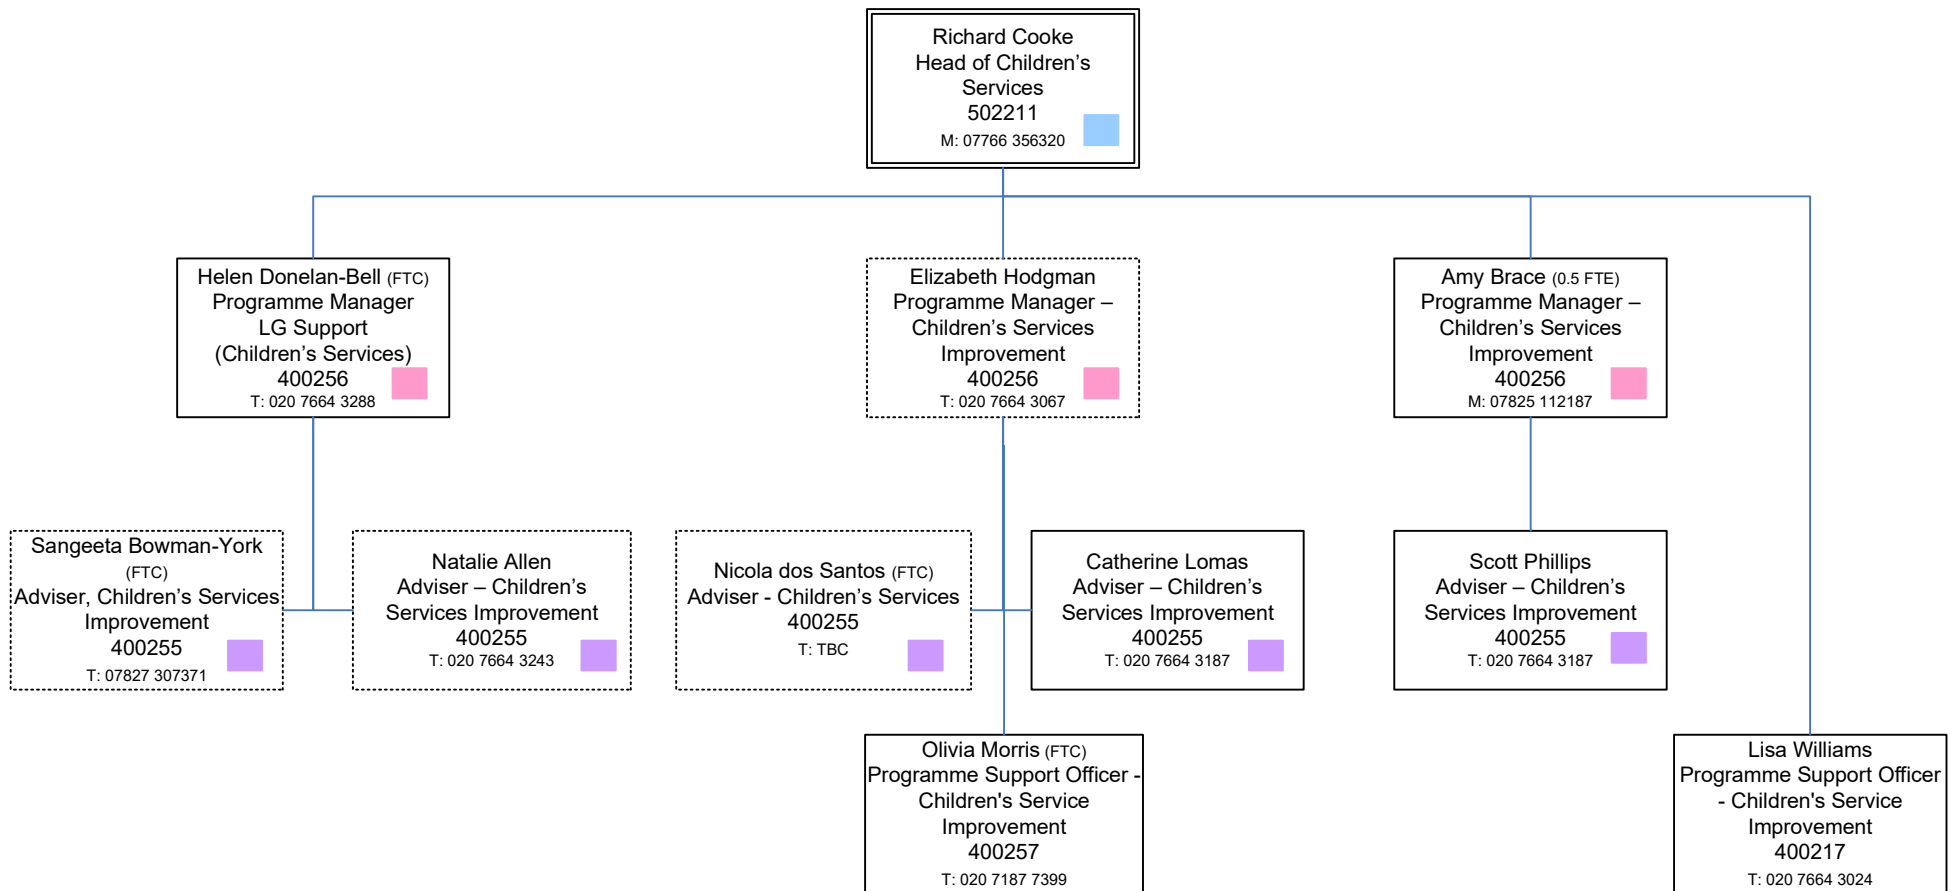 Richard Cooke
Head of Children’s
Services
502211
M: 07766 356320
Helen Donelan-Bell (FTC)
Programme Manager
LG Support
(Children’s Services)
400256
T: 020 7664 3288
Elizabeth Hodgman
Programme Manager –
Children’s Services
Improvement
400256
T: 020 7664 3067
Amy Brace (0.5 FTE)
Programme Manager –
Children’s Services
Improvement
400256
M: 07825 112187
Sangeeta Bowman-York
(FTC)
Adviser, Children’s Services
Improvement
400255
T: 07827 307371
Natalie Allen
Adviser – Children’s
Services Improvement
400255
T: 020 7664 3243
Nicola dos Santos (FTC)
Adviser - Children’s Services
400255
T: TBC
Catherine Lomas
Adviser – Children’s
Services Improvement
400255
T: 020 7664 3187
Scott Phillips
Adviser – Children’s
Services Improvement
400255
T: 020 7664 3187
Olivia Morris (FTC)
Programme Support Officer -
Children's Service
Improvement
400257
T: 020 7187 7399
Lisa Williams
Programme Support Officer
- Children's Service
Improvement
400217
T: 020 7664 3024